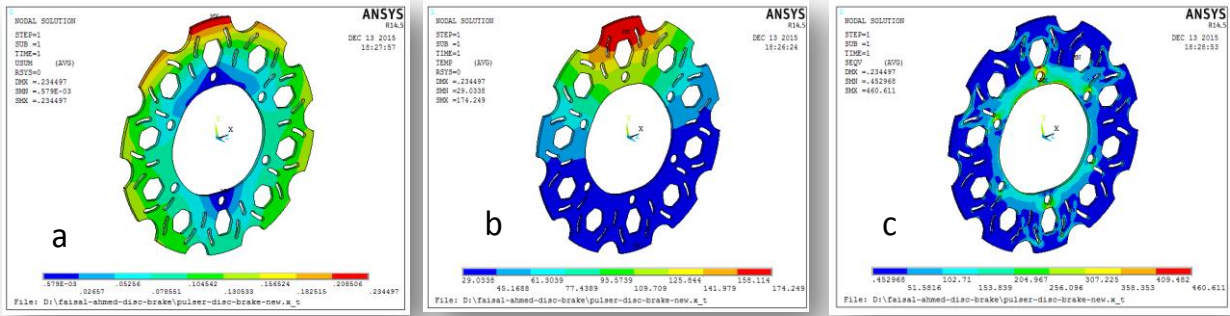 1
NODAL SOLUTION
STEP=1
SUB =1
TIME=1
USUM (AVG)
RSYS=0
DMX =.234497
SMN =.579E-03
SMX =.234497
ANSYS
R14.5
DEC 13 2015
18:27:57
MX
X
a
.579E-03 .05256 .104542 .156524 .208506
.02657 .078551 .130533 .182515 .234497
File: D:\faisal-ahmed-disc-brake\pulser-disc-brake-new.x_t
1
NODAL SOLUTION
STEP=1
SUB =1
TIME=1
TEMP (AVG)
RSYS=0
DMX =.234497
SMN =29.0338
SMX =174.249
ANSYS
R14.5
DEC 13 2015
18:26:24
X
b
29.0338 61.3039 93.5739 125.844 158.114
45.1688 77.4389 109.709 141.979 174.249
File: D:\faisal-ahmed-disc-brake\pulser-disc-brake-new.x_t
1
NODAL SOLUTION
STEP=1
SUB =1
TIME=1
SEQV (AVG)
DMX =.234497
SMN =.452968
SMX =460.611
ANSYS
R14.5
DEC 13 2015
18:28:53
MN
X
c
.452968 102.71 204.967 307.225 409.482
51.5816 153.839 256.096 358.353 460.611
File: D:\faisal-ahmed-disc-brake\pulser-disc-brake-new.x_t